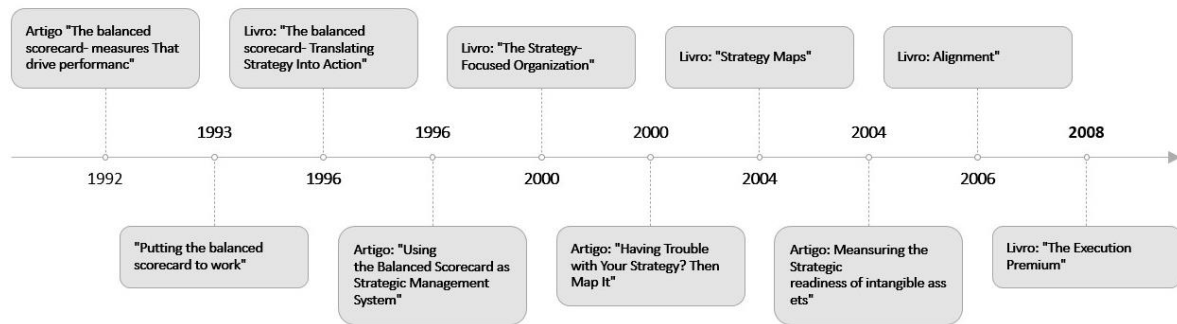 Artigo "The balanced
scorecard- measures That
drive performanc"
Livro: "The balanced
scorecard- Translating
Strategy Into Action"
Livro: "The Strategy-
Focused Organization"
Livro: "Strategy Maps"
Livro: Alignment"
1993
1996
2000
2004
2008
1992
1996
2000
2004
2006
"Putting the balanced
scorecard to work"
Artigo: "Using
the Balanced Scorecard as
Strategic Management
System"
Artigo: "Having Trouble
with Your Strategy? Then
Map It"
Artigo: Meansuring the
Strategic
readiness of intangible ass
ets"
Livro: "The Execution
Premium"